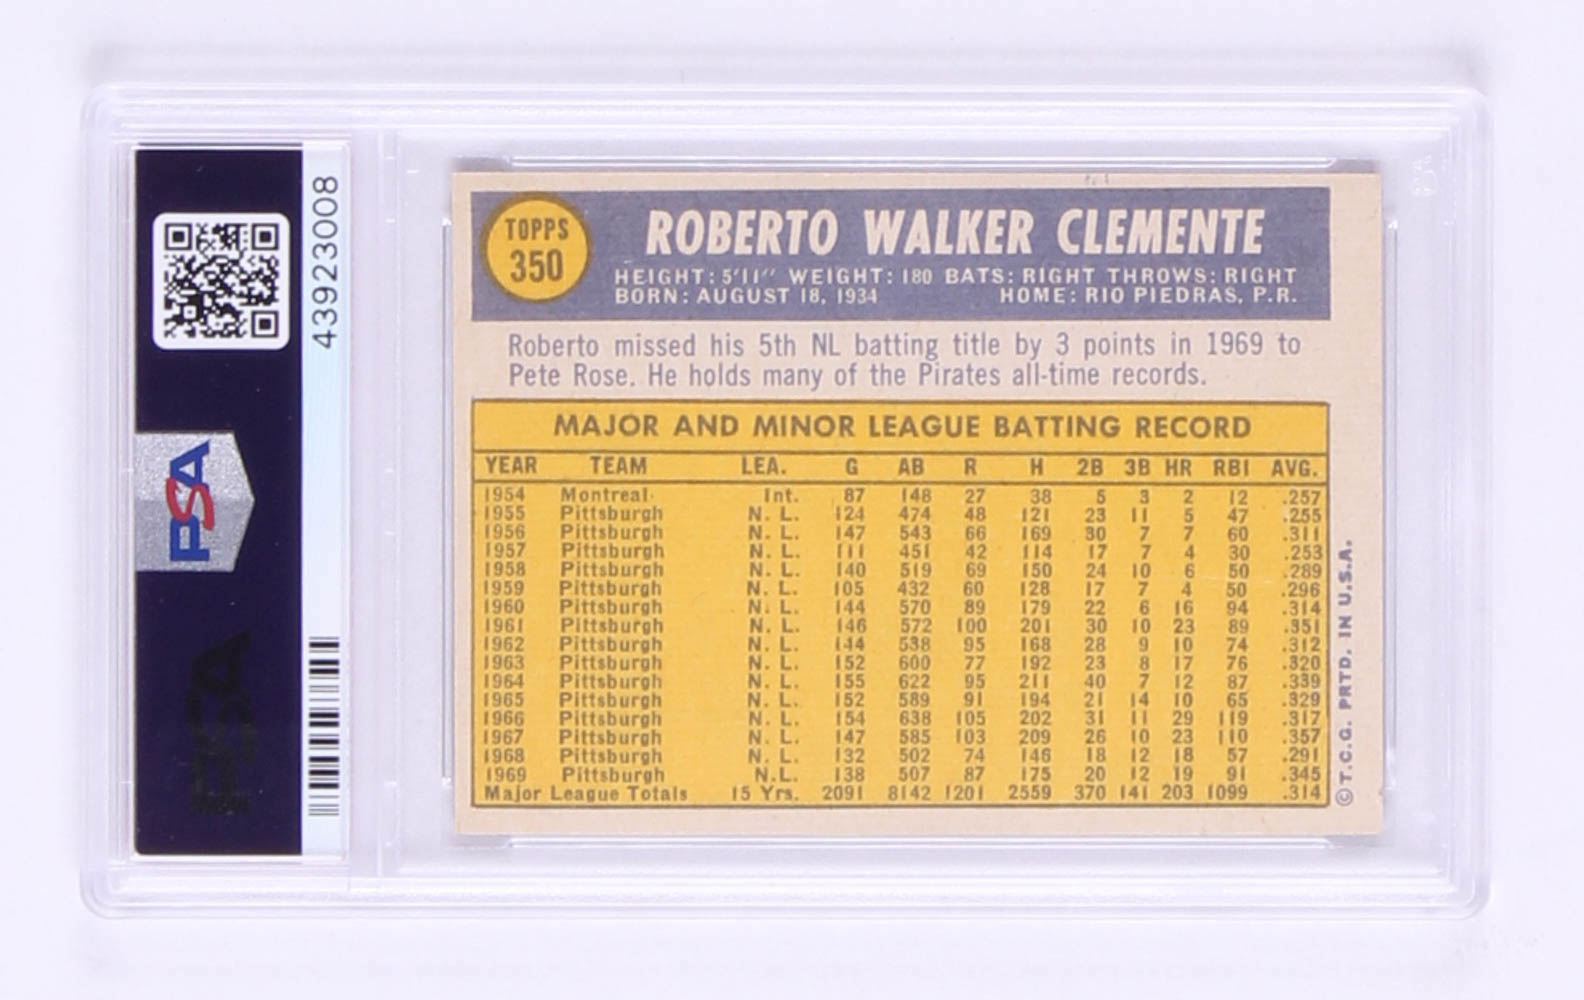 43923008
PSA
TOPPS
350
ROBERTO WALKER CLEMENTE
HEIGHT: 5'11" WEIGHT: 180 BATS: RIGHT THROWS: RIGHT
BORN: AUGUST 18, 1934 HOME: RIO PIEDRAS, P.R.
Roberto missed his 5th NL batting title by 3 points in 1969 to
Pete Rose. He holds many of the Pirates all-time records.
MAJOR AND MINOR LEAGUE BATTING RECORD
YEAR TEAM LEA. G AB R H 2B 3B HR RBI AVG.
1954 Montreal Int. 87 148 27 38 5 3 2 12 .257
1955 Pittsburgh N. L. 124 474 48 121 23 11 5 47 .255
1956 Pittsburgh N. L. 147 543 66 169 30 7 7 60 .311
1957 Pittsburgh N. L. 111 451 42 114 17 7 4 30 .253
1958 Pittsburgh N. L. 140 519 69 150 24 10 6 50 .289
1959 Pittsburgh N. L. 105 432 60 128 17 7 4 50 .296
1960 Pittsburgh N. L. 144 570 89 179 22 6 16 94 .314
1961 Pittsburgh N. L. 146 572 100 201 30 10 23 89 .351
1962 Pittsburgh N. L. 144 538 95 168 28 9 10 74 .312
1963 Pittsburgh N. L. 152 600 77 192 23 8 17 76 .320
1964 Pittsburgh N. L. 155 622 95 211 40 7 12 87 .339
1965 Pittsburgh N. L. 152 589 91 194 21 14 10 65 .329
1966 Pittsburgh N. L. 154 638 105 202 31 11 29 119 .317
1967 Pittsburgh N. L. 147 585 103 209 26 10 23 110 .357
1968 Pittsburgh N. L. 132 502 74 146 18 12 18 57 .291
1969 Pittsburgh N.L. 138 507 87 175 20 12 19 91 .345
Major League Totals 15 Yrs. 2091 8142 1201 2559 370 141 203 1099 .314
© T.C.G. PRTD. IN U.S.A.